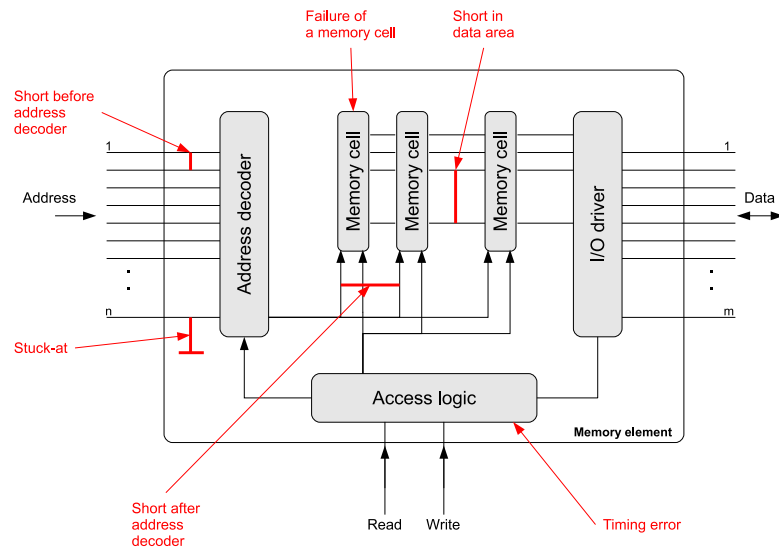 Failure of
a memory cell
Short in
data area
Short before
address
decoder
1
Address
n
Stuck-at
Address decoder
Memory cell
Memory cell
Memory cell
I/O driver
1
Data
m
Access logic
Memory element
Short after
address
decoder
Read
Write
Timing error